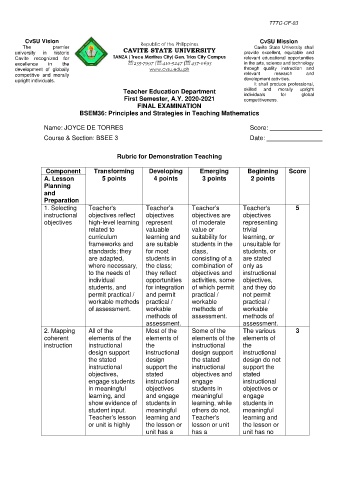 TTTC-QF-03
CvSU Vision
The premier
university in historic
Cavite recognized for
excellence in the
development of globally
competitive and morally
upright individuals.
Republic of the Philippines
CAVITE STATE UNIVERSITY
TANZA | Trece Martires City| Gen. Trias City Campus
www.cvsu.edu.ph
CvSU Mission
Cavite State University shall
provide excellent, equitable and
relevant educational opportunities
in the arts, science and technology
through quality instruction and
relevant research and
development activities.
It shall produce professional,
skilled and morally upright
individuals for global
competitiveness.
Teacher Education Department
First Semester, A.Y. 2020-2021
FINAL EXAMINATION
BSEM36: Principles and Strategies in Teaching Mathematics
Name: JOYCE DE TORRES Score: ______________
Course & Section: BSEE 3 Date: ______________
Rubric for Demonstration Teaching
Component Transforming Developing Emerging Beginning Score
A. Lesson 5 points 4 points 3 points 2 points
Planning
and
Preparation
1. Selecting Teacher's Teacher's Teacher's Teacher's 5
instructional objectives reflect objectives objectives are objectives
objectives high-level learning represent of moderate representing
related to valuable value or trivial
curriculum learning and suitability for learning, or
frameworks and are suitable students in the unsuitable for
standards; they for most class, students, or
are adapted, students in consisting of a are stated
where necessary, the class; combination of only as
to the needs of they reflect objectives and instructional
individual opportunities activities, some objectives,
students, and for integration of which permit and they do
permit practical / and permit practical / not permit
workable methods practical / workable practical /
of assessment. workable methods of workable
methods of assessment. methods of
assessment. assessment.
2. Mapping All of the Most of the Some of the The various 3
coherent elements of the elements of elements of the elements of
instruction instructional the instructional the
design support instructional design support instructional
the stated design the stated design do not
instructional support the instructional support the
objectives, stated objectives and stated
engage students instructional engage instructional
in meaningful objectives students in objectives or
learning, and and engage meaningful engage
show evidence of students in learning, while students in
student input. meaningful others do not. meaningful
Teacher's lesson learning and Teacher's learning and
or unit is highly the lesson or lesson or unit the lesson or
unit has a has a unit has no